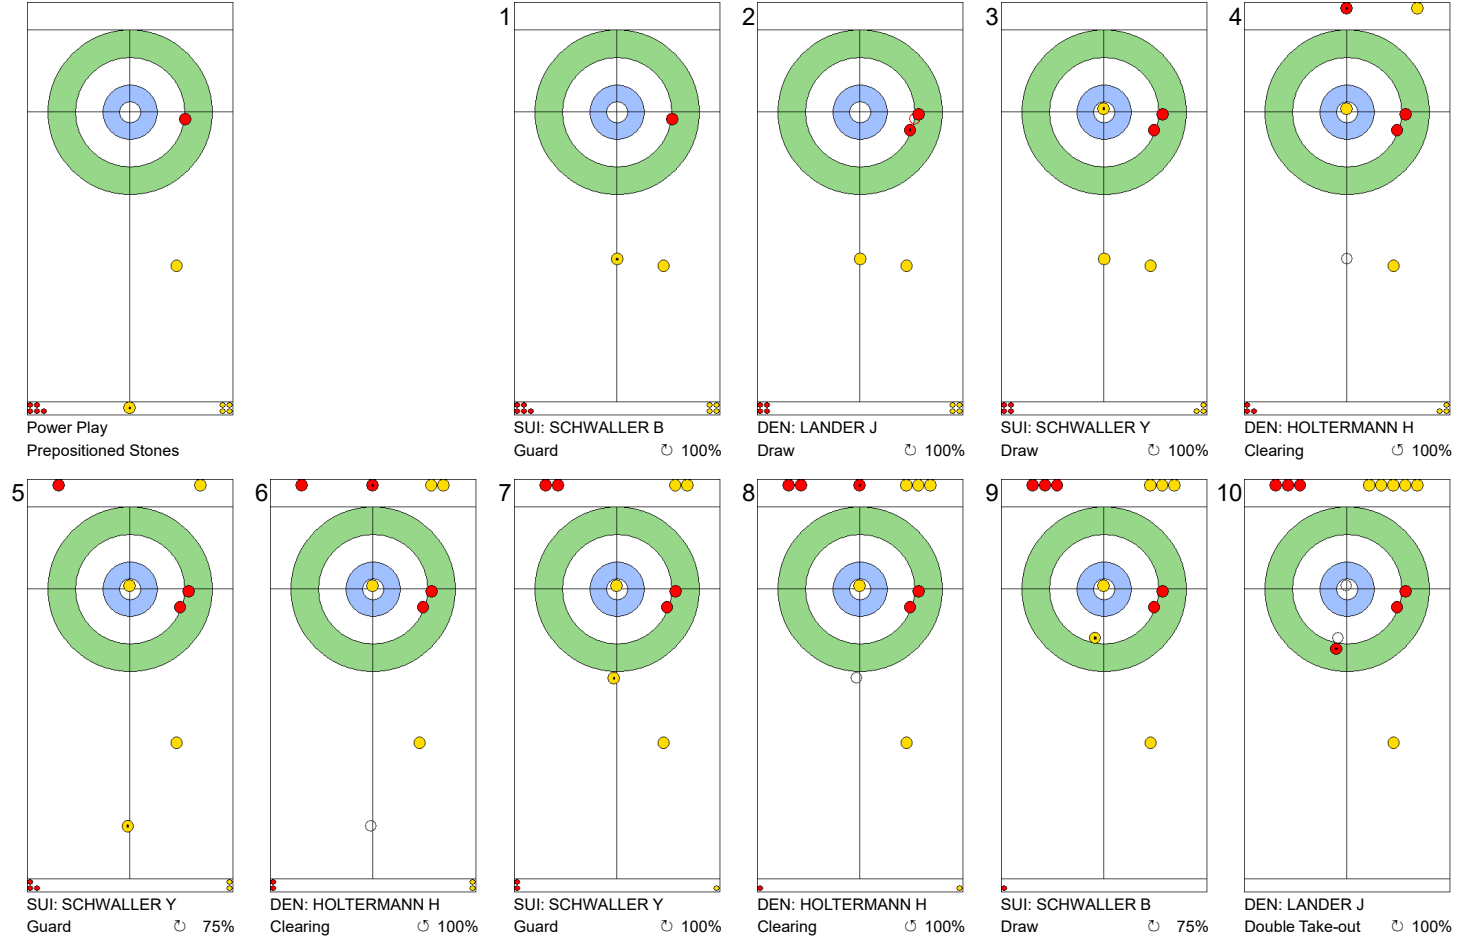 Power Play
Prepositioned Stones
1
SUI: SCHWALLER B
Guard ↻ 100%
2
DEN: LANDER J
Draw ↺ 100%
3
SUI: SCHWALLER Y
Draw ↻ 100%
4
DEN: HOLTERMANN H
Clearing ↺ 100%
5
SUI: SCHWALLER Y
Guard ↻ 75%
6
DEN: HOLTERMANN H
Clearing ↺ 100%
7
SUI: SCHWALLER Y
Guard ↻ 100%
8
DEN: HOLTERMANN H
Clearing ↺ 100%
9
SUI: SCHWALLER B
Draw ↻ 75%
10
DEN: LANDER J
Double Take-out ↺ 100%